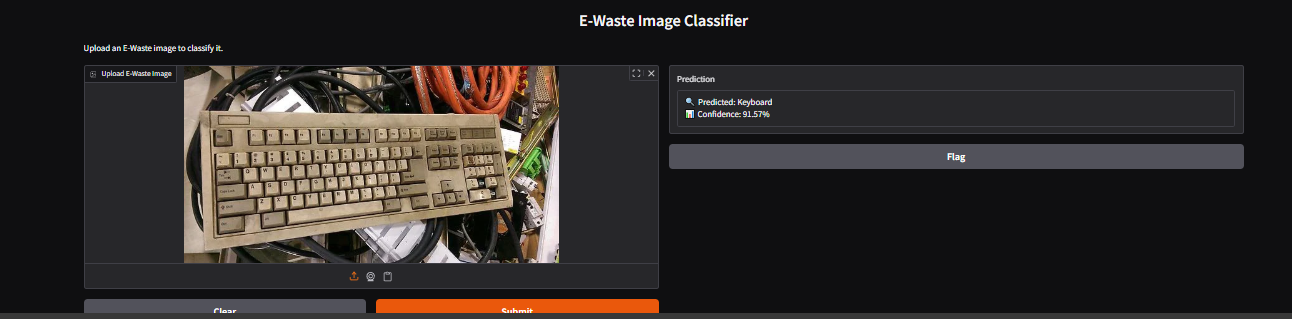 E-Waste Image Classifier
Upload an E-Waste image to classify it.
Upload E-Waste Image
Prediction
Predicted: Keyboard
Confidence: 91.57%
Flag
Clear
Submit